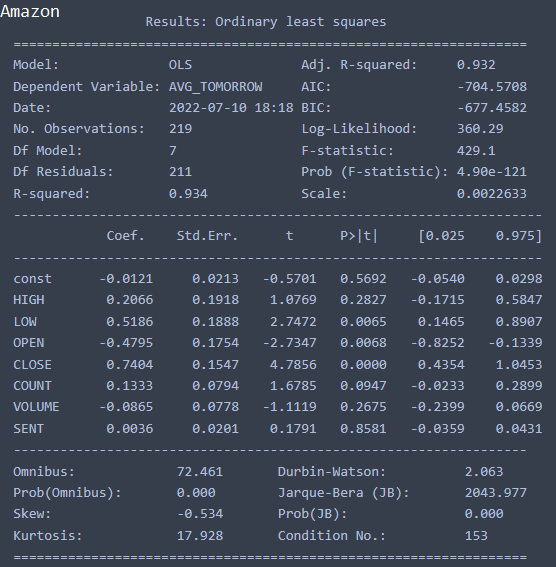 Amazon
Results: Ordinary least squares
==================================================================
Model: OLS Adj. R-squared: 0.932
Dependent Variable: AVG_TOMORROW AIC: -704.5708
Date: 2022-07-10 18:18 BIC: -677.4582
No. Observations: 219 Log-Likelihood: 360.29
Df Model: 7 F-statistic: 429.1
Df Residuals: 211 Prob (F-statistic): 4.90e-121
R-squared: 0.934 Scale: 0.0022633
--------------------------------------------------------------------
Coef. Std.Err. t P>|t| [0.025 0.975]
--------------------------------------------------------------------
const -0.0121 0.0213 -0.5701 0.5692 -0.0540 0.0298
HIGH 0.2066 0.1918 1.0769 0.2827 -0.1715 0.5847
LOW 0.5186 0.1888 2.7472 0.0065 0.1465 0.8907
OPEN -0.4795 0.1754 -2.7347 0.0068 -0.8252 -0.1339
CLOSE 0.7404 0.1547 4.7856 0.0000 0.4354 1.0453
COUNT 0.1333 0.0794 1.6785 0.0947 -0.0233 0.2899
VOLUME -0.0865 0.0778 -1.1119 0.2675 -0.2399 0.0669
SENT 0.0036 0.0201 0.1791 0.8581 -0.0359 0.0431
------------------------------------------------------------------
Omnibus: 72.461 Durbin-Watson: 2.063
Prob(Omnibus): 0.000 Jarque-Bera (JB): 2043.977
Skew: -0.534 Prob(JB): 0.000
Kurtosis: 17.928 Condition No.: 153
==================================================================